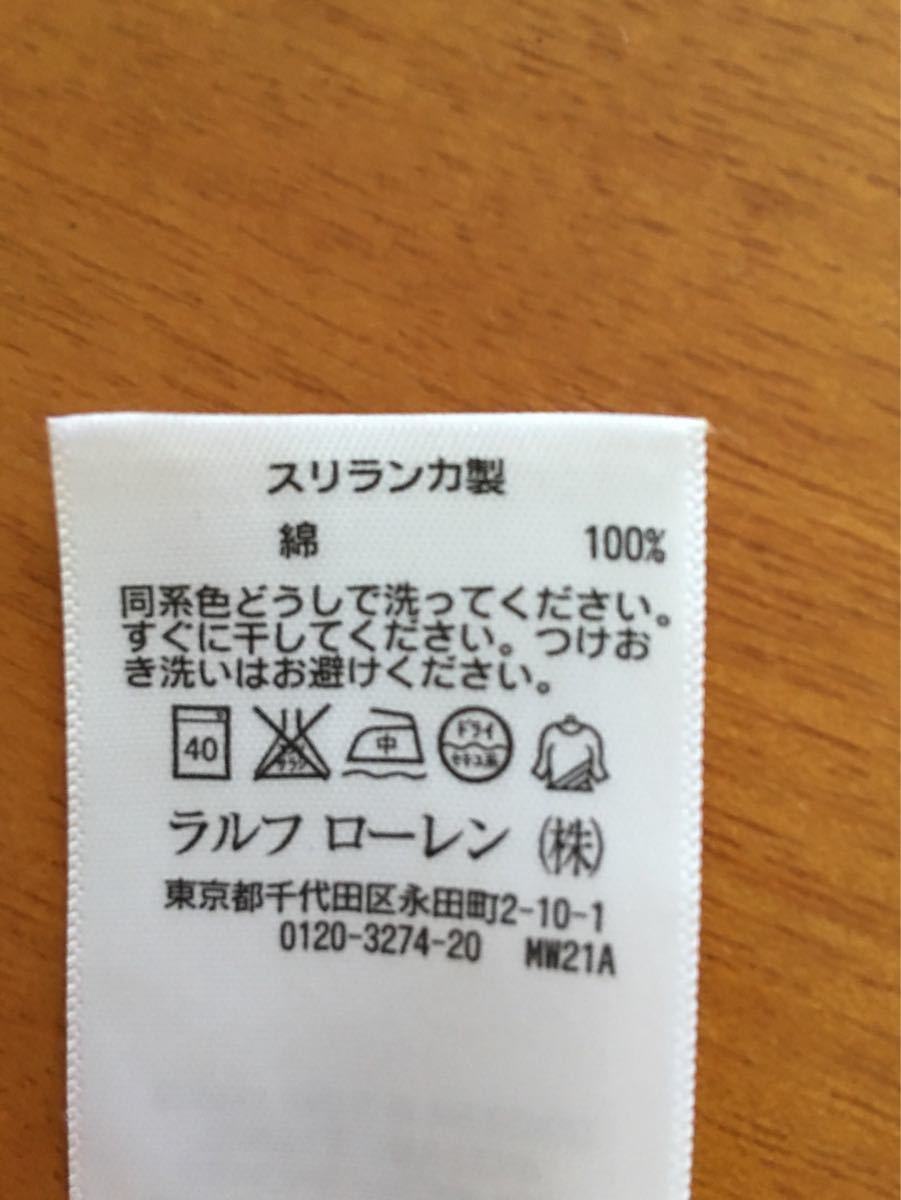 スリランカ製
綿 100%
同系色どうしで洗ってください。
すぐに干してください。つけお
き洗いはお避けください。
40 中 ドライ
セキユ系
ラルフ ローレン (株)
東京都千代田区永田町2-10-1
0120-3274-20 MW21A